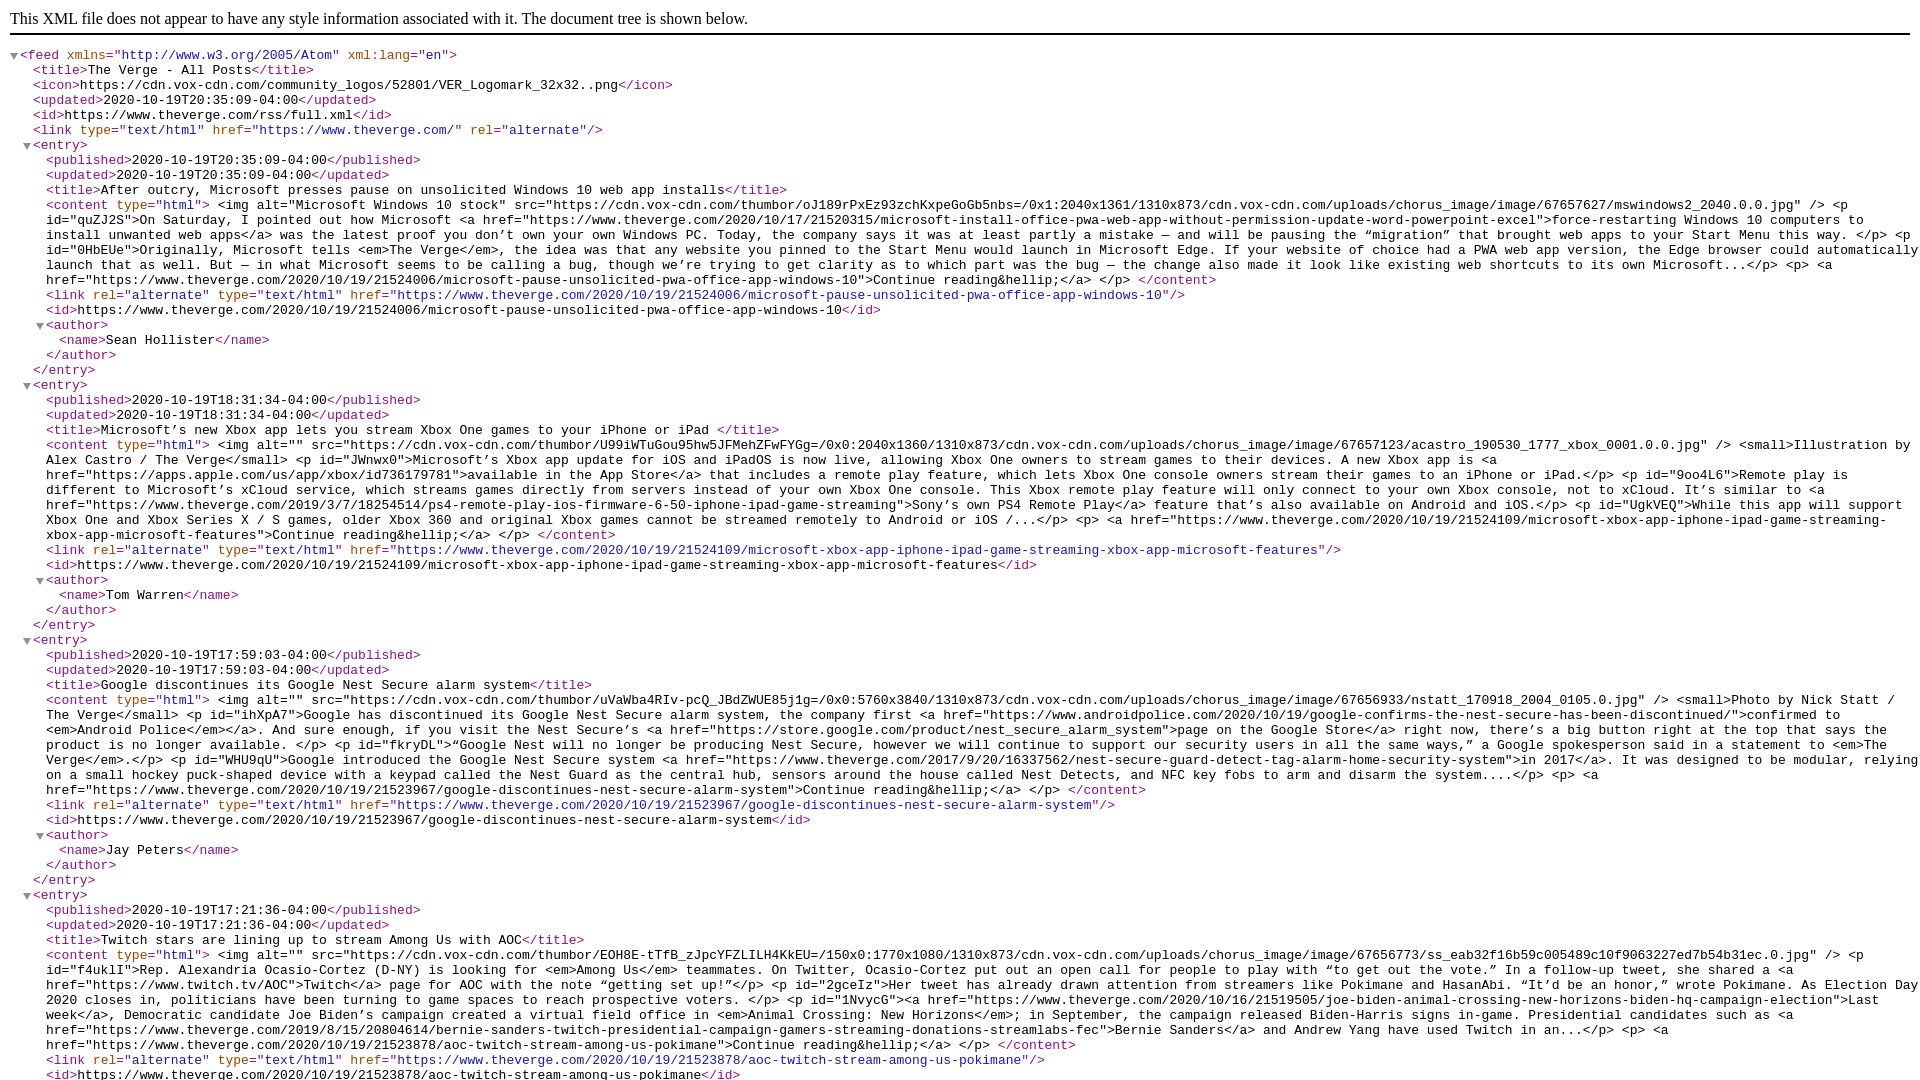 This XML file does not appear to have any style information associated with it. The document tree is shown below.
<feed xmlns="http://www.w3.org/2005/Atom" xml:lang="en">
<title>The Verge - All Posts</title>
<icon>https://cdn.vox-cdn.com/community_logos/52801/VER_Logomark_32x32..png</icon>
<updated>2020-10-19T20:35:09-04:00</updated>
<id>https://www.theverge.com/rss/full.xml</id>
<link type="text/html" href="https://www.theverge.com/" rel="alternate"/>
<entry>
<published>2020-10-19T20:35:09-04:00</published>
<updated>2020-10-19T20:35:09-04:00</updated>
<title>After outcry, Microsoft presses pause on unsolicited Windows 10 web app installs</title>
<content type="html"> <img alt="Microsoft Windows 10 stock" src="https://cdn.vox-cdn.com/thumbor/oJ189rPxEz93zchKxpeGoGb5nbs=/0x1:2040x1361/1310x873/cdn.vox-cdn.com/uploads/chorus_image/image/67657627/mswindows2_2040.0.0.jpg" /> <p
id="quZJ2S">On Saturday, I pointed out how Microsoft <a href="https://www.theverge.com/2020/10/17/21520315/microsoft-install-office-pwa-web-app-without-permission-update-word-powerpoint-excel">force-restarting Windows 10 computers to
install unwanted web apps</a> was the latest proof you don’t own your own Windows PC. Today, the company says it was at least partly a mistake — and will be pausing the “migration” that brought web apps to your Start Menu this way. </p> <p
id="0HbEUe">Originally, Microsoft tells <em>The Verge</em>, the idea was that any website you pinned to the Start Menu would launch in Microsoft Edge. If your website of choice had a PWA web app version, the Edge browser could automatically
launch that as well. But — in what Microsoft seems to be calling a bug, though we’re trying to get clarity as to which part was the bug — the change also made it look like existing web shortcuts to its own Microsoft...</p> <p> <a
href="https://www.theverge.com/2020/10/19/21524006/microsoft-pause-unsolicited-pwa-office-app-windows-10">Continue reading&hellip;</a> </p> </content>
<link rel="alternate" type="text/html" href="https://www.theverge.com/2020/10/19/21524006/microsoft-pause-unsolicited-pwa-office-app-windows-10"/>
<id>https://www.theverge.com/2020/10/19/21524006/microsoft-pause-unsolicited-pwa-office-app-windows-10</id>
<author>
<name>Sean Hollister</name>
</author>
</entry>
<entry>
<published>2020-10-19T18:31:34-04:00</published>
<updated>2020-10-19T18:31:34-04:00</updated>
<title>Microsoft’s new Xbox app lets you stream Xbox One games to your iPhone or iPad </title>
<content type="html"> <img alt="" src="https://cdn.vox-cdn.com/thumbor/U99iWTuGou95hw5JFMehZFwFYGg=/0x0:2040x1360/1310x873/cdn.vox-cdn.com/uploads/chorus_image/image/67657123/acastro_190530_1777_xbox_0001.0.0.jpg" /> <small>Illustration by
Alex Castro / The Verge</small> <p id="JWnwx0">Microsoft’s Xbox app update for iOS and iPadOS is now live, allowing Xbox One owners to stream games to their devices. A new Xbox app is <a
href="https://apps.apple.com/us/app/xbox/id736179781">available in the App Store</a> that includes a remote play feature, which lets Xbox One console owners stream their games to an iPhone or iPad.</p> <p id="9oo4L6">Remote play is
different to Microsoft’s xCloud service, which streams games directly from servers instead of your own Xbox One console. This Xbox remote play feature will only connect to your own Xbox console, not to xCloud. It’s similar to <a
href="https://www.theverge.com/2019/3/7/18254514/ps4-remote-play-ios-firmware-6-50-iphone-ipad-game-streaming">Sony’s own PS4 Remote Play</a> feature that’s also available on Android and iOS.</p> <p id="UgkVEQ">While this app will support
Xbox One and Xbox Series X / S games, older Xbox 360 and original Xbox games cannot be streamed remotely to Android or iOS /...</p> <p> <a href="https://www.theverge.com/2020/10/19/21524109/microsoft-xbox-app-iphone-ipad-game-streaming-
xbox-app-microsoft-features">Continue reading&hellip;</a> </p> </content>
<link rel="alternate" type="text/html" href="https://www.theverge.com/2020/10/19/21524109/microsoft-xbox-app-iphone-ipad-game-streaming-xbox-app-microsoft-features"/>
<id>https://www.theverge.com/2020/10/19/21524109/microsoft-xbox-app-iphone-ipad-game-streaming-xbox-app-microsoft-features</id>
<author>
<name>Tom Warren</name>
</author>
</entry>
<entry>
<published>2020-10-19T17:59:03-04:00</published>
<updated>2020-10-19T17:59:03-04:00</updated>
<title>Google discontinues its Google Nest Secure alarm system</title>
<content type="html"> <img alt="" src="https://cdn.vox-cdn.com/thumbor/uVaWba4RIv-pcQ_JBdZWUE85j1g=/0x0:5760x3840/1310x873/cdn.vox-cdn.com/uploads/chorus_image/image/67656933/nstatt_170918_2004_0105.0.jpg" /> <small>Photo by Nick Statt /
The Verge</small> <p id="ihXpA7">Google has discontinued its Google Nest Secure alarm system, the company first <a href="https://www.androidpolice.com/2020/10/19/google-confirms-the-nest-secure-has-been-discontinued/">confirmed to
<em>Android Police</em></a>. And sure enough, if you visit the Nest Secure’s <a href="https://store.google.com/product/nest_secure_alarm_system">page on the Google Store</a> right now, there’s a big button right at the top that says the
product is no longer available. </p> <p id="fkryDL">“Google Nest will no longer be producing Nest Secure, however we will continue to support our security users in all the same ways,” a Google spokesperson said in a statement to <em>The
Verge</em>.</p> <p id="WHU9qU">Google introduced the Google Nest Secure system <a href="https://www.theverge.com/2017/9/20/16337562/nest-secure-guard-detect-tag-alarm-home-security-system">in 2017</a>. It was designed to be modular, relying
on a small hockey puck-shaped device with a keypad called the Nest Guard as the central hub, sensors around the house called Nest Detects, and NFC key fobs to arm and disarm the system....</p> <p> <a
href="https://www.theverge.com/2020/10/19/21523967/google-discontinues-nest-secure-alarm-system">Continue reading&hellip;</a> </p> </content>
<link rel="alternate" type="text/html" href="https://www.theverge.com/2020/10/19/21523967/google-discontinues-nest-secure-alarm-system"/>
<id>https://www.theverge.com/2020/10/19/21523967/google-discontinues-nest-secure-alarm-system</id>
<author>
<name>Jay Peters</name>
</author>
</entry>
<entry>
<published>2020-10-19T17:21:36-04:00</published>
<updated>2020-10-19T17:21:36-04:00</updated>
<title>Twitch stars are lining up to stream Among Us with AOC</title>
<content type="html"> <img alt="" src="https://cdn.vox-cdn.com/thumbor/EOH8E-tTfB_zJpcYFZLILH4KkEU=/150x0:1770x1080/1310x873/cdn.vox-cdn.com/uploads/chorus_image/image/67656773/ss_eab32f16b59c005489c10f9063227ed7b54b31ec.0.jpg" /> <p
id="f4uklI">Rep. Alexandria Ocasio-Cortez (D-NY) is looking for <em>Among Us</em> teammates. On Twitter, Ocasio-Cortez put out an open call for people to play with “to get out the vote.” In a follow-up tweet, she shared a <a
href="https://www.twitch.tv/AOC">Twitch</a> page for AOC with the note “getting set up!”</p> <p id="2gceIz">Her tweet has already drawn attention from streamers like Pokimane and HasanAbi. “It’d be an honor,” wrote Pokimane. As Election Day
2020 closes in, politicians have been turning to game spaces to reach prospective voters. </p> <p id="1NvycG"><a href="https://www.theverge.com/2020/10/16/21519505/joe-biden-animal-crossing-new-horizons-biden-hq-campaign-election">Last
week</a>, Democratic candidate Joe Biden’s campaign created a virtual field office in <em>Animal Crossing: New Horizons</em>; in September, the campaign released Biden-Harris signs in-game. Presidential candidates such as <a
href="https://www.theverge.com/2019/8/15/20804614/bernie-sanders-twitch-presidential-campaign-gamers-streaming-donations-streamlabs-fec">Bernie Sanders</a> and Andrew Yang have used Twitch in an...</p> <p> <a
href="https://www.theverge.com/2020/10/19/21523878/aoc-twitch-stream-among-us-pokimane">Continue reading&hellip;</a> </p> </content>
<link rel="alternate" type="text/html" href="https://www.theverge.com/2020/10/19/21523878/aoc-twitch-stream-among-us-pokimane"/>
<id>https://www.theverge.com/2020/10/19/21523878/aoc-twitch-stream-among-us-pokimane</id>